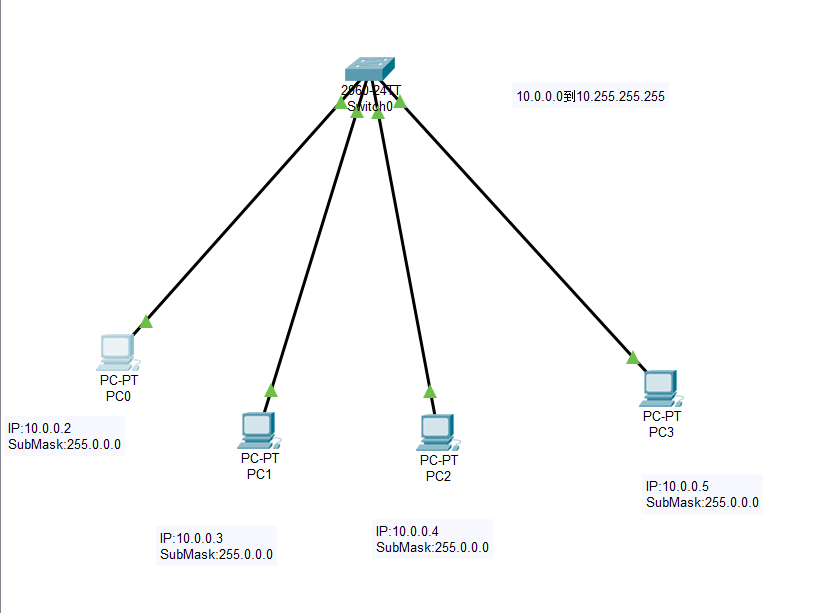 2960-24TT
Switch0
10.0.0.0到10.255.255.255
PC-PT
PC0
IP:10.0.0.2
SubMask:255.0.0.0
PC-PT
PC1
IP:10.0.0.3
SubMask:255.0.0.0
PC-PT
PC2
IP:10.0.0.4
SubMask:255.0.0.0
PC-PT
PC3
IP:10.0.0.5
SubMask:255.0.0.0